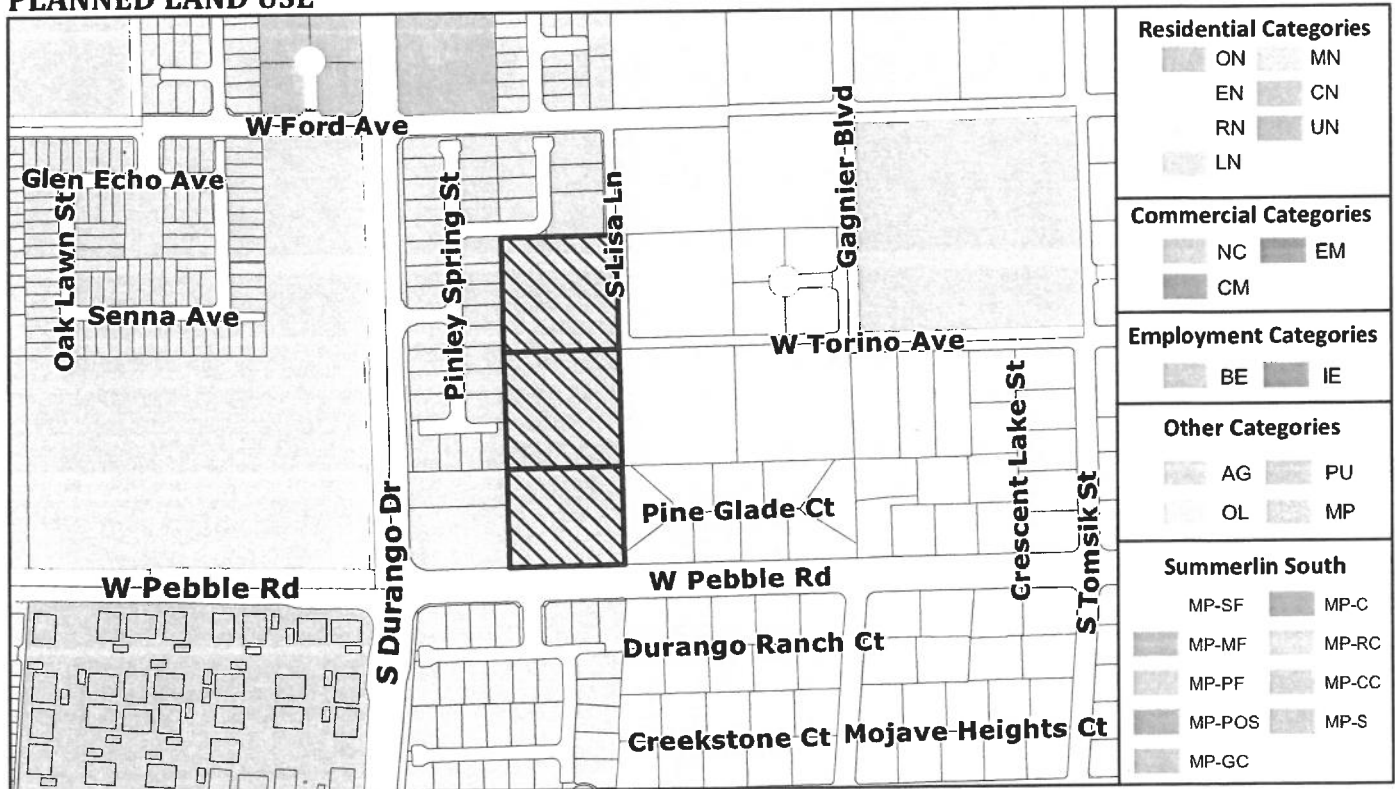 PLANNED LAND USE
W Ford Ave
Glen Echo Ave
Oak Lawn St
Senna Ave
Pinley Spring St
S Lisa Ln
Gagnier Blvd
W Torino Ave
Crescent Lake St
S Tomsik St
Pine Glade Ct
S Durango Dr
W Pebble Rd
W Pebble Rd
Durango Ranch Ct
Creekstone Ct
Mojave Heights Ct
Residential Categories
ON MN
EN CN
RN UN
LN
Commercial Categories
NC EM
CM
Employment Categories
BE IE
Other Categories
AG PU
OL MP
Summerlin South
MP-SF MP-C
MP-MF MP-RC
MP-PF MP-CC
MP-POS MP-S
MP-GC